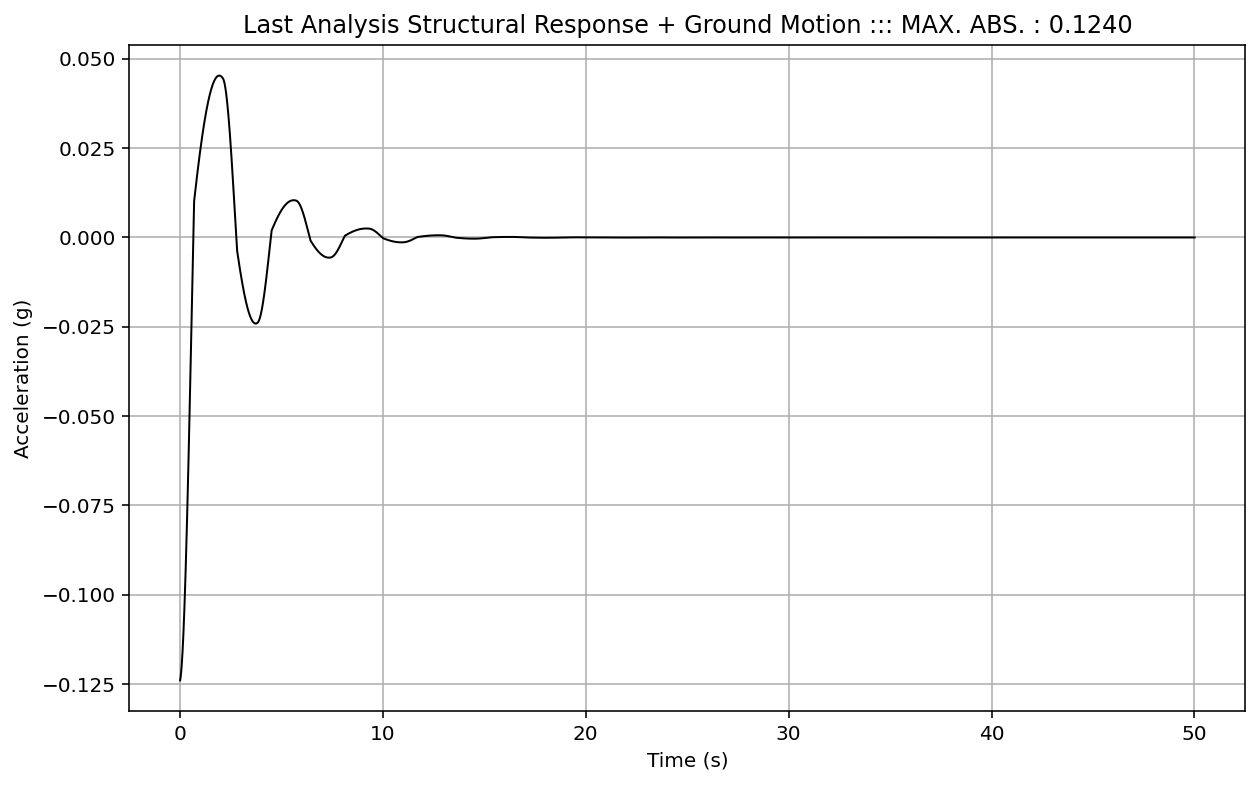 Last Analysis Structural Response + Ground Motion ::: MAX. ABS. : 0.1240
0.050
0.025
0.000
−0.025
−0.050
−0.075
−0.100
−0.125
Acceleration (g)
0 10 20 30 40 50
Time (s)